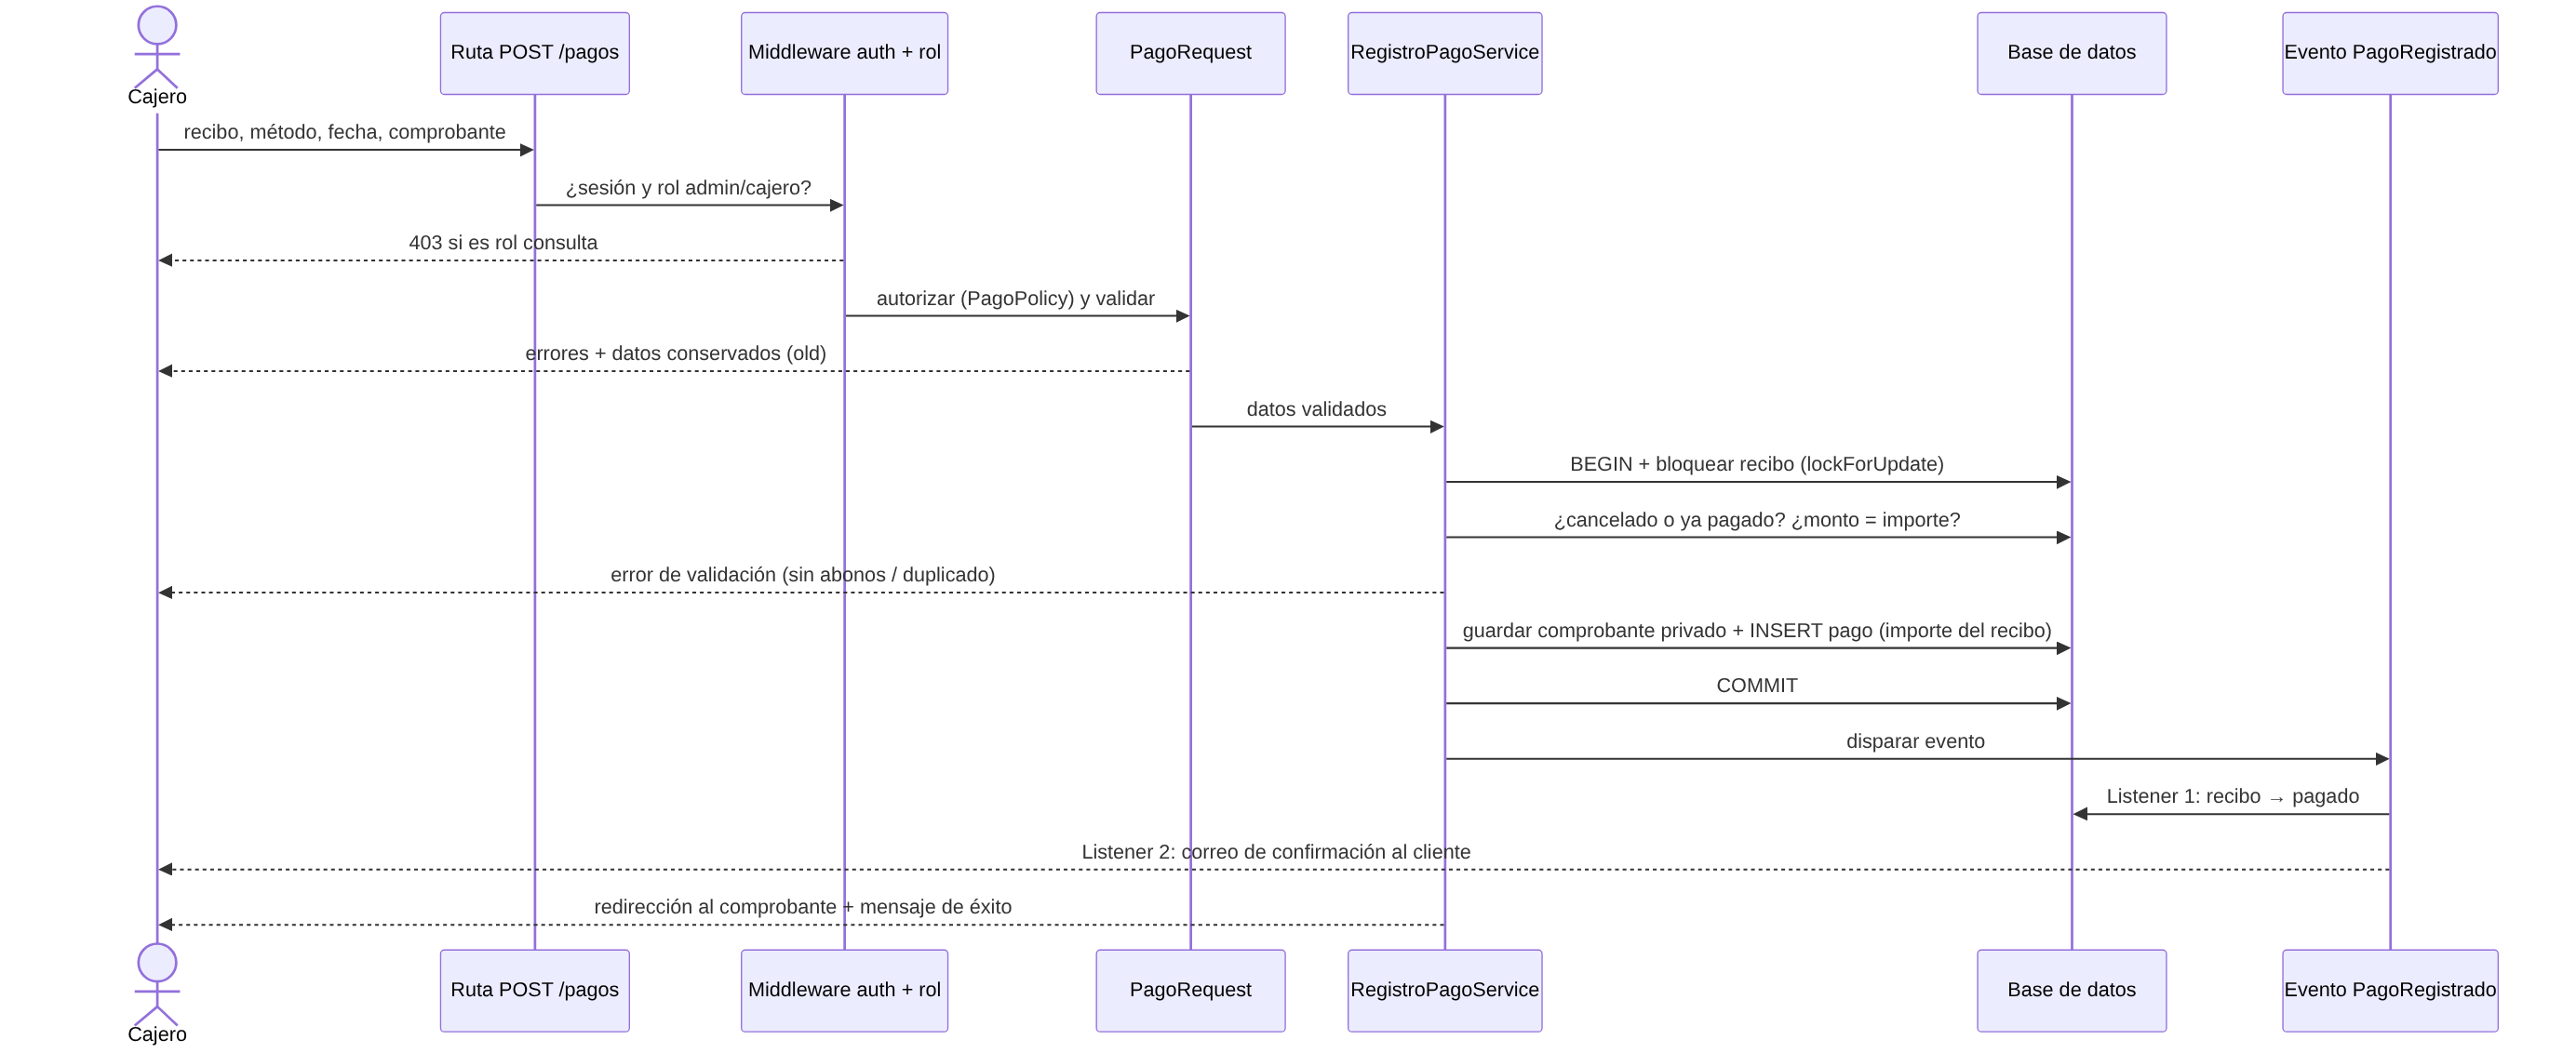 Ruta POST /pagos
Middleware auth + rol
PagoRequest
RegistroPagoService
Base de datos
Evento PagoRegistrado
Cajero
recibo, método, fecha, comprobante
¿sesión y rol admin/cajero?
403 si es rol consulta
autorizar (PagoPolicy) y validar
errores + datos conservados (old)
datos validados
BEGIN + bloquear recibo (lockForUpdate)
¿cancelado o ya pagado? ¿monto = importe?
error de validación (sin abonos / duplicado)
guardar comprobante privado + INSERT pago (importe del recibo)
COMMIT
disparar evento
Listener 1: recibo → pagado
Listener 2: correo de confirmación al cliente
redirección al comprobante + mensaje de éxito
Ruta POST /pagos
Middleware auth + rol
PagoRequest
RegistroPagoService
Base de datos
Evento PagoRegistrado
Cajero